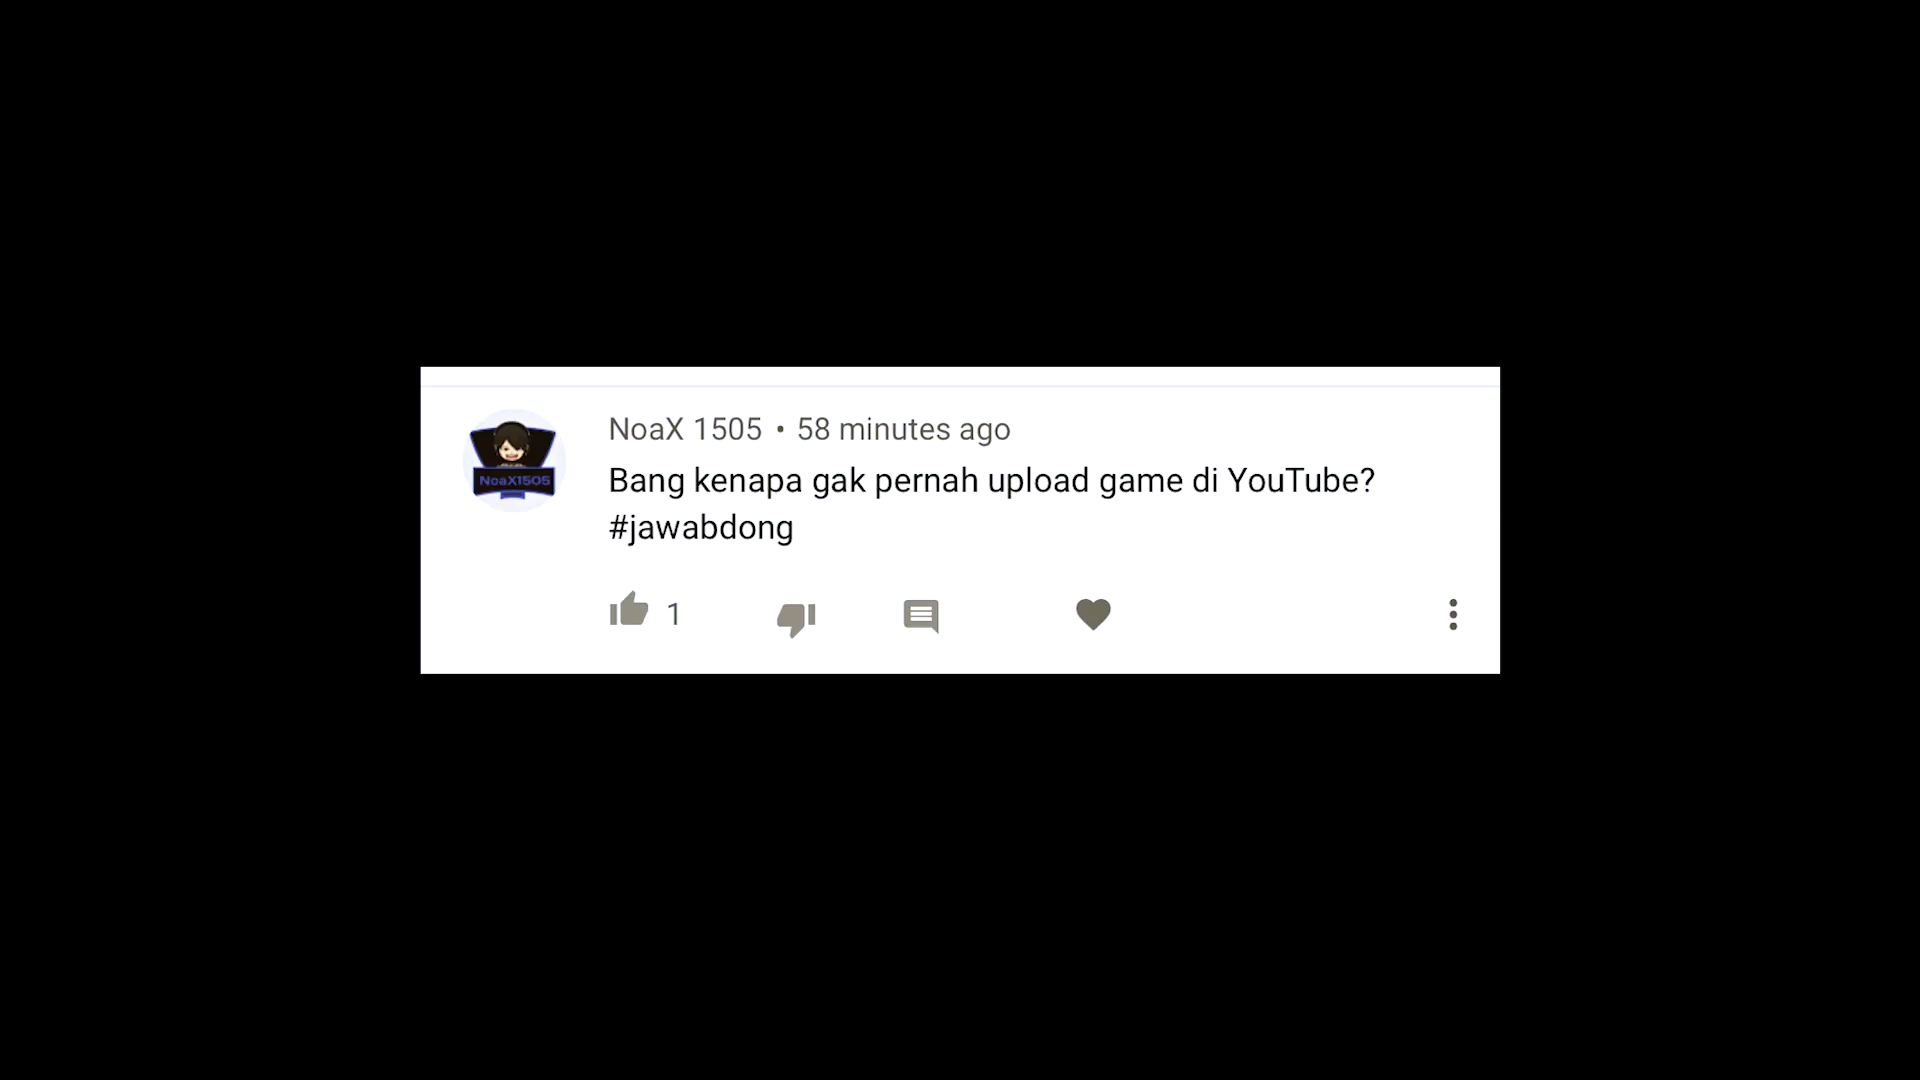 NoaX 1505 • 58 minutes ago
NoaX1505
Bang kenapa gak pernah upload game di YouTube?
#jawabdong
1